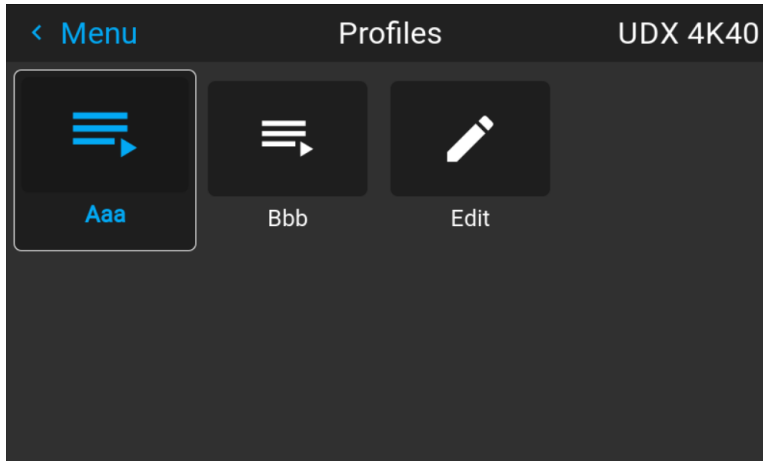 Menu
Profiles
UDX 4K40
Aaa
Bbb
Edit